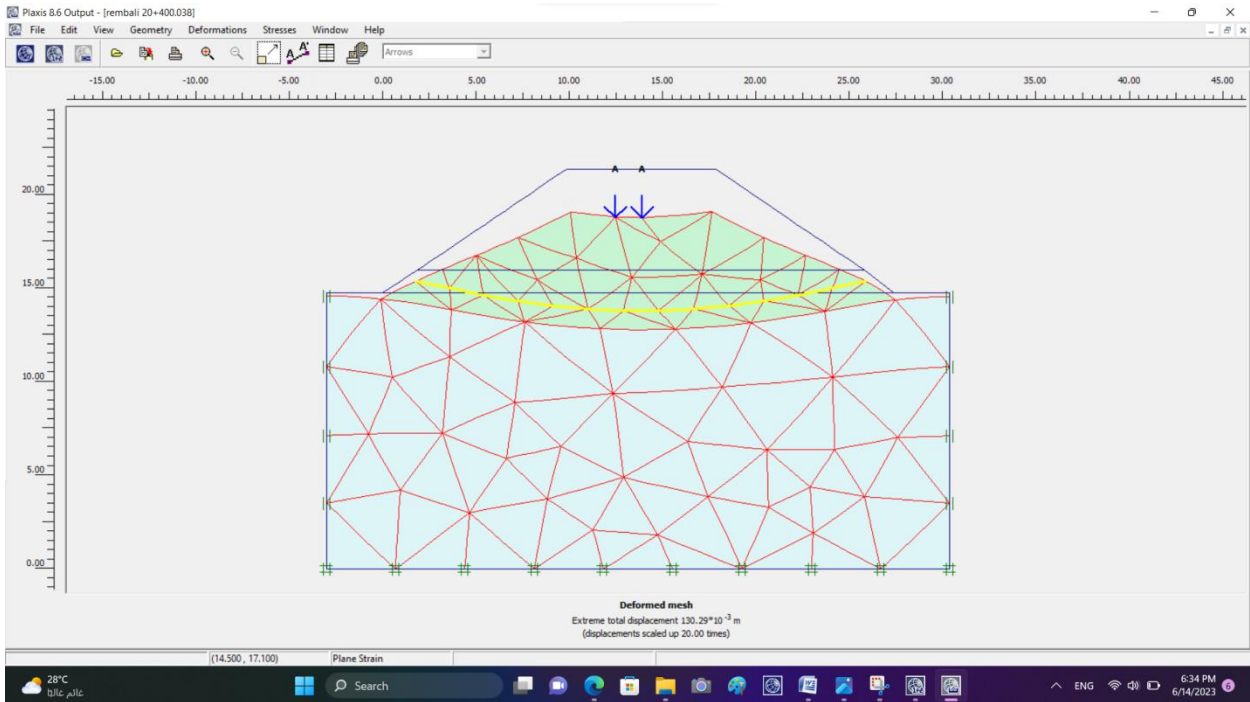 Plaxis 8.6 Output - [rembali 20+400.038]
File Edit View Geometry Deformations Stresses Window Help
Arrows
-15.00 -10.00 -5.00 0.00 5.00 10.00 15.00 20.00 25.00 30.00 35.00 40.00 45.00
A A
20.00
15.00
10.00
5.00
0.00
Deformed mesh
Extreme total displacement 130.29*10⁻³ m
(displacements scaled up 20.00 times)
(14.500 , 17.100) Plane Strain
28°C
غائم غالبًا
Search
ENG
6:34 PM
6/14/2023
6